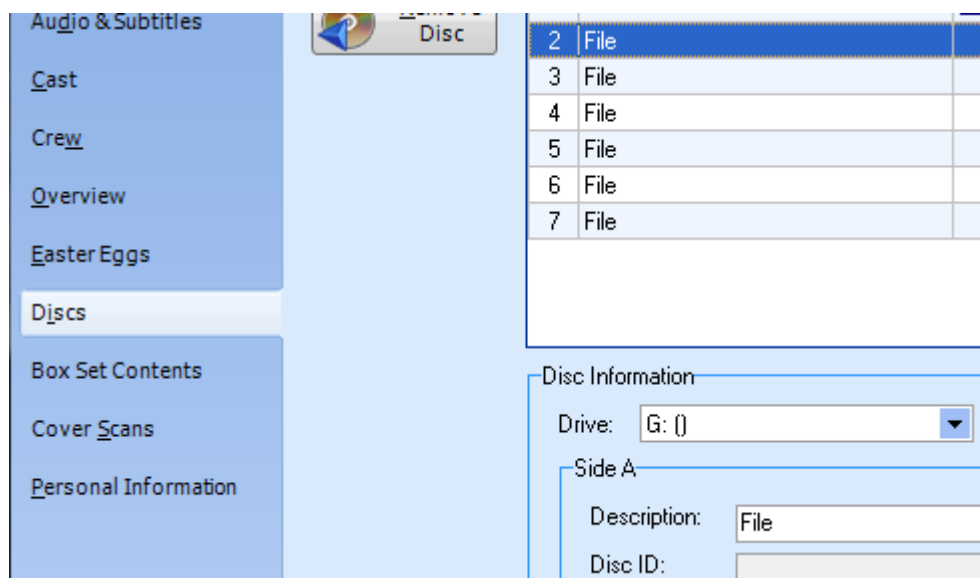 Audio & Subtitles
Cast
Crew
Overview
Easter Eggs
Discs
Box Set Contents
Cover Scans
Personal Information
Disc
2 File
3 File
4 File
5 File
6 File
7 File
Disc Information
Drive: G: ()
Side A
Description: File
Disc ID: